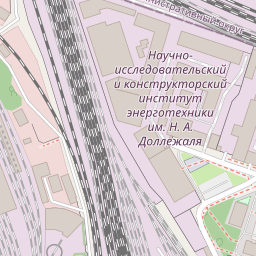 Научно-
исследовательский
и конструкторский
институт
энерготехники
им. Н. А.
Доллежаля